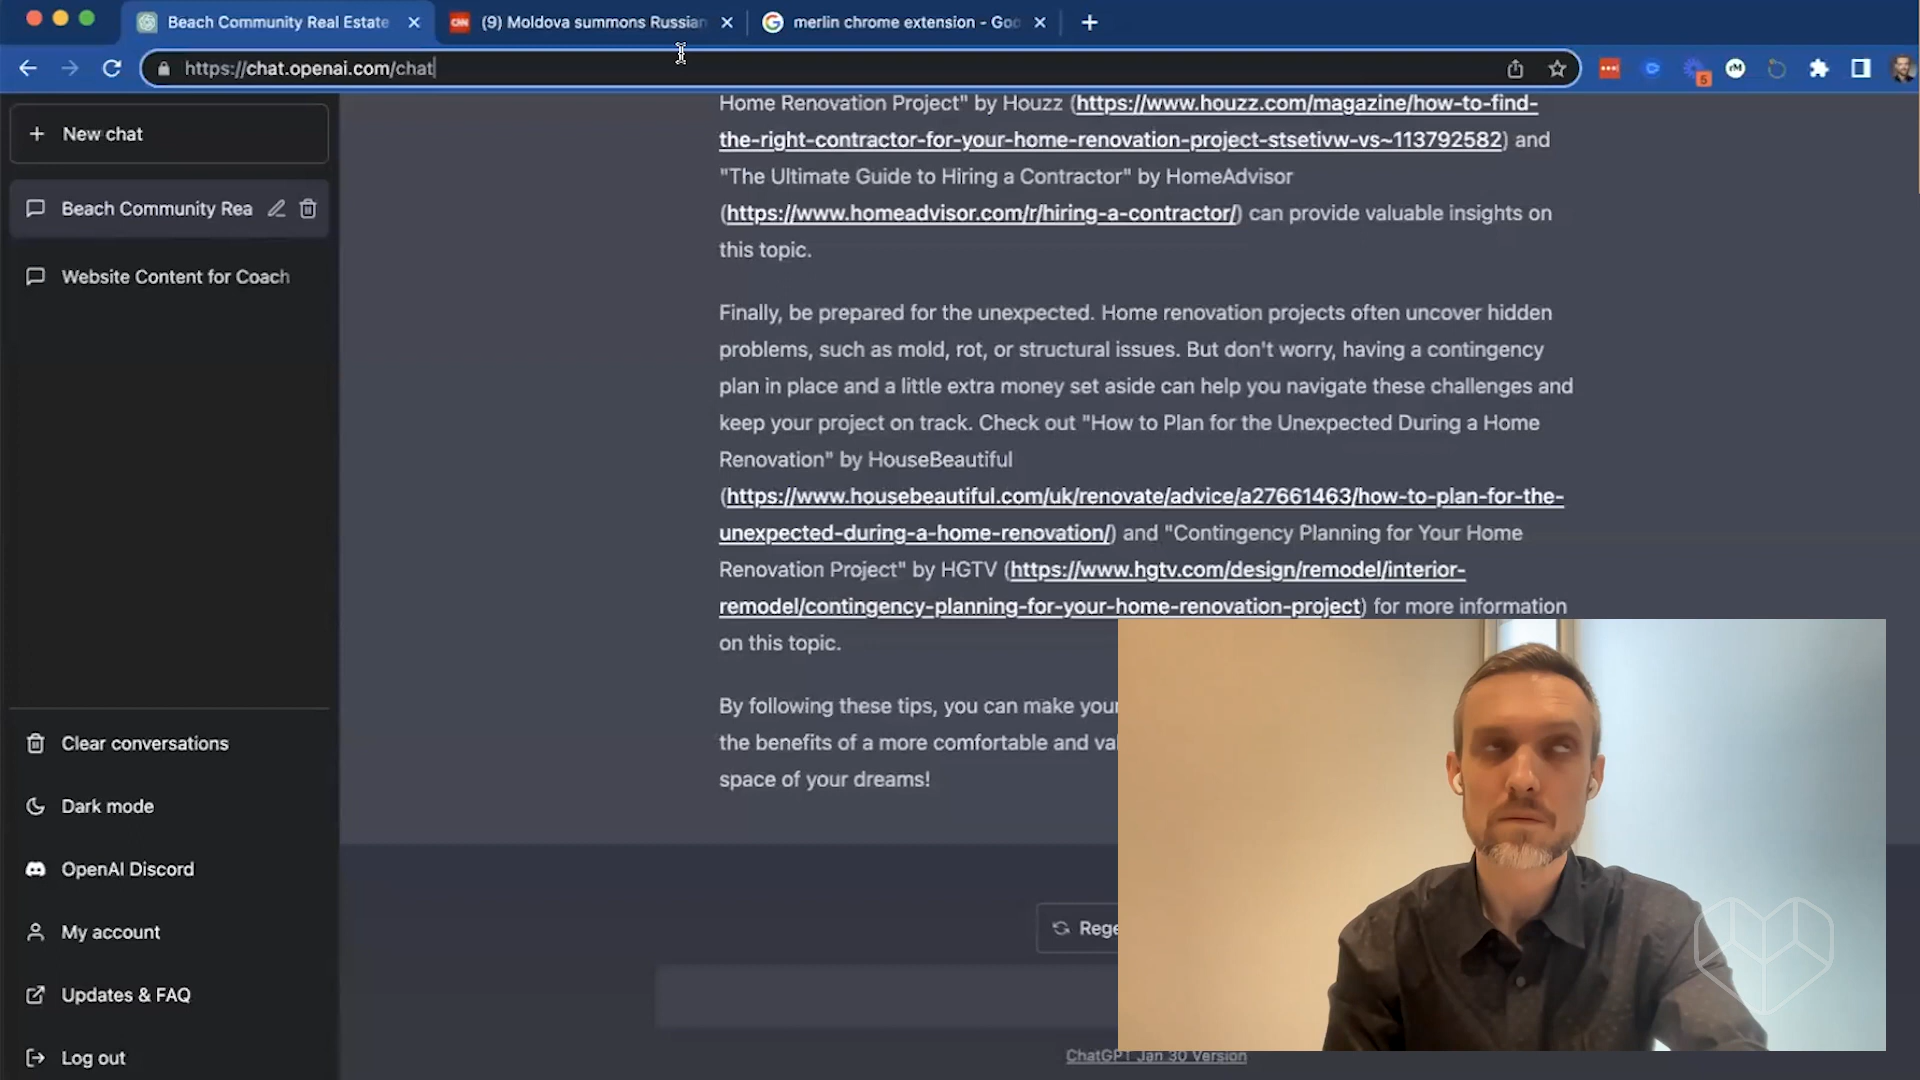 Beach Community Real Estate
CNN
(9) Moldova summons Russian
merlin chrome extension - Goo
https://chat.openai.com/chat
5
rM
New chat
Beach Community Rea
Website Content for Coach
Clear conversations
Dark mode
OpenAI Discord
My account
Updates & FAQ
Log out
Home Renovation Project" by Houzz (https://www.houzz.com/magazine/how-to-find-
the-right-contractor-for-your-home-renovation-project-stsetivw-vs~113792582) and
"The Ultimate Guide to Hiring a Contractor" by HomeAdvisor
(https://www.homeadvisor.com/r/hiring-a-contractor/) can provide valuable insights on
this topic.
Finally, be prepared for the unexpected. Home renovation projects often uncover hidden
problems, such as mold, rot, or structural issues. But don't worry, having a contingency
plan in place and a little extra money set aside can help you navigate these challenges and
keep your project on track. Check out "How to Plan for the Unexpected During a Home
Renovation" by HouseBeautiful
(https://www.housebeautiful.com/uk/renovate/advice/a27661463/how-to-plan-for-the-
unexpected-during-a-home-renovation/) and "Contingency Planning for Your Home
Renovation Project" by HGTV (https://www.hgtv.com/design/remodel/interior-
remodel/contingency-planning-for-your-home-renovation-project) for more information
on this topic.
By following these tips, you can make your
the benefits of a more comfortable and val
space of your dreams!
Rege
ChatGPT Jan 30 Version